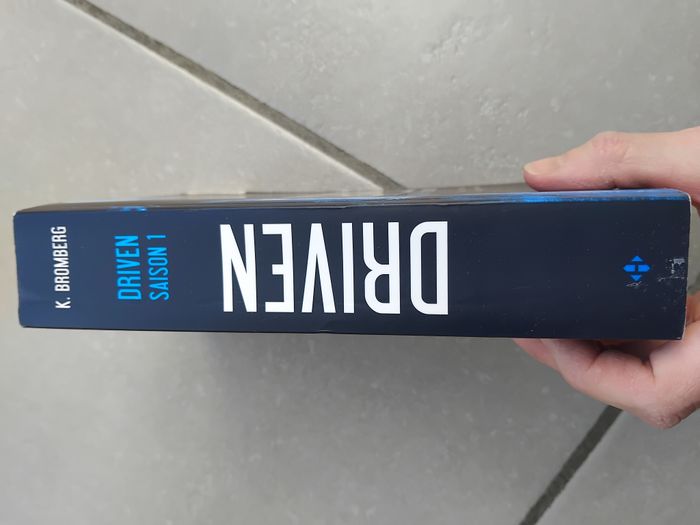 K. BROMBERG
DRIVEN
SAISON 1
DRIVEN